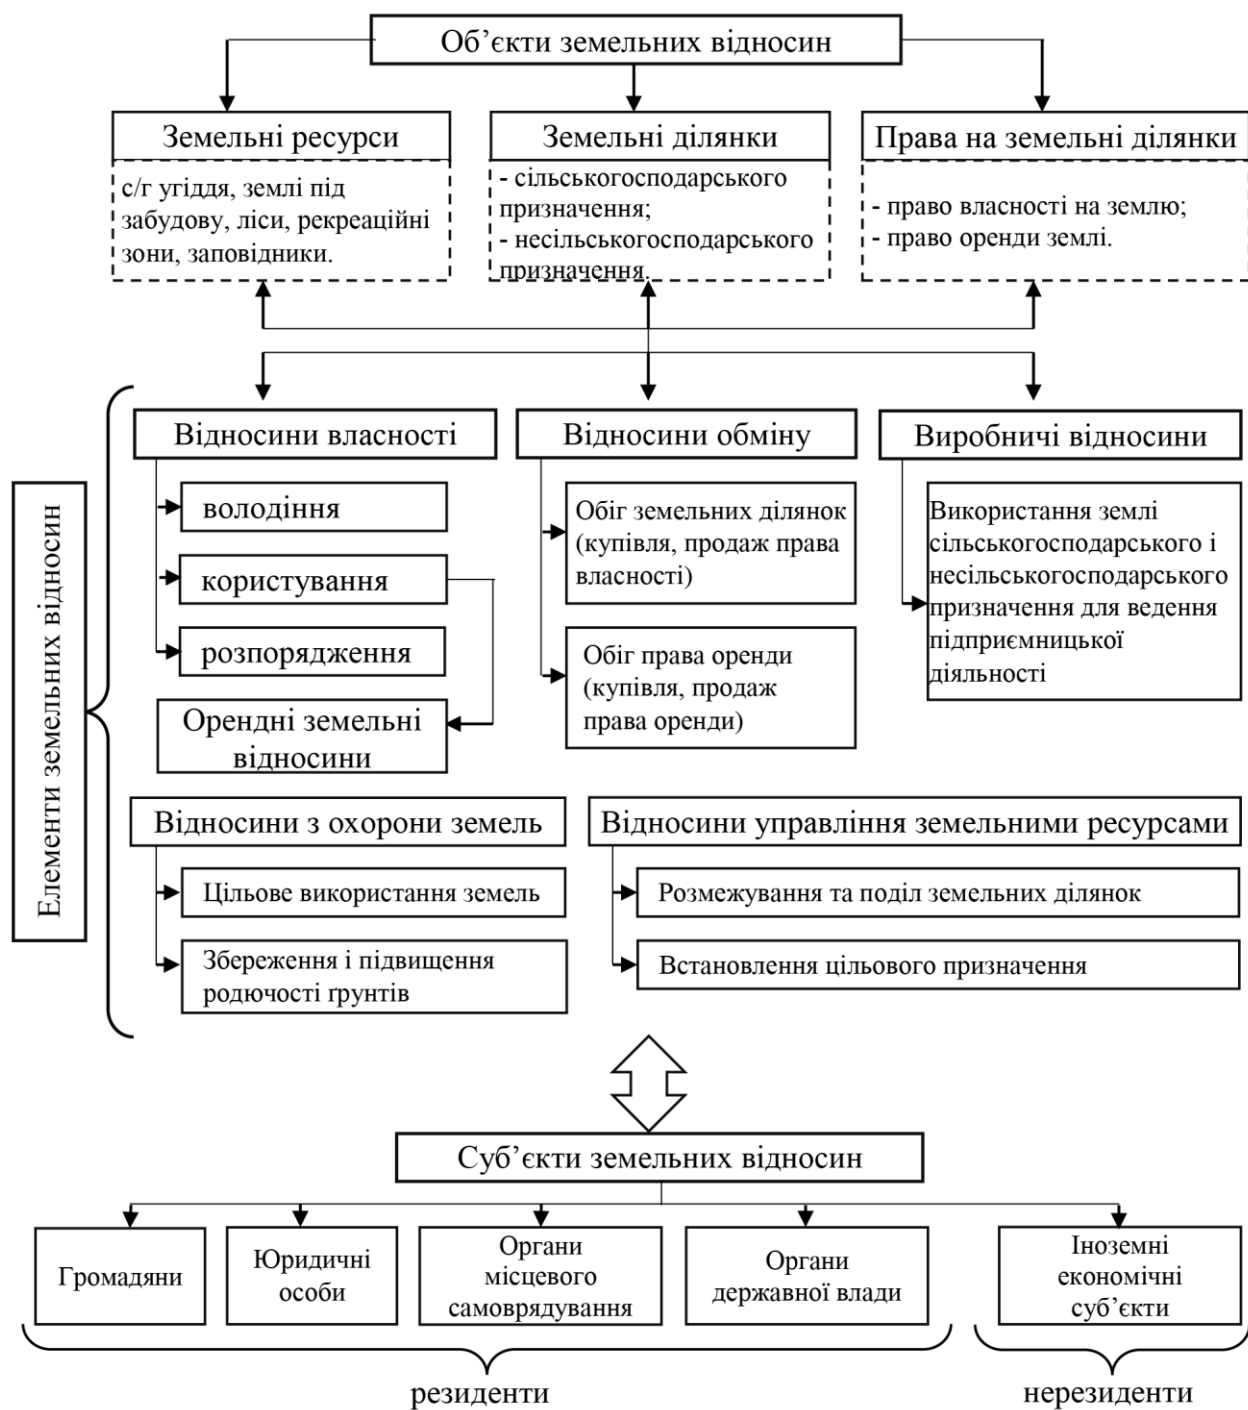 Об’єкти земельних відносин
Земельні ресурси
с/г угіддя, землі під
забудову, ліси, рекреаційні
зони, заповідники.
Земельні ділянки
- сільськогосподарського
призначення;
- несільськогосподарського
призначення.
Права на земельні ділянки
- право власності на землю;
- право оренди землі.
Елементи земельних відносин
Відносини власності
володіння
користування
розпорядження
Орендні земельні
відносини
Відносини обміну
Обіг земельних ділянок
(купівля, продаж права
власності)
Обіг права оренди
(купівля, продаж
права оренди)
Виробничі відносини
Використання землі
сільськогосподарського і
несільськогосподарського
призначення для ведення
підприємницької
діяльності
Відносини з охорони земель
Цільове використання земель
Збереження і підвищення
родючості ґрунтів
Відносини управління земельними ресурсами
Розмежування та поділ земельних ділянок
Встановлення цільового призначення
Суб’єкти земельних відносин
Громадяни
Юридичні
особи
Органи
місцевого
самоврядування
Органи
державної влади
Іноземні
економічні
суб’єкти
резиденти
нерезиденти